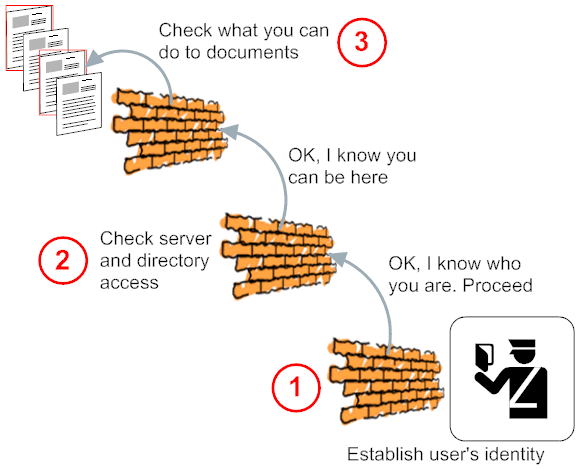 Check what you can
do to documents
3
OK, I know you
can be here
2
Check server
and directory
access
OK, I know who
you are. Proceed
1
Establish user's identity